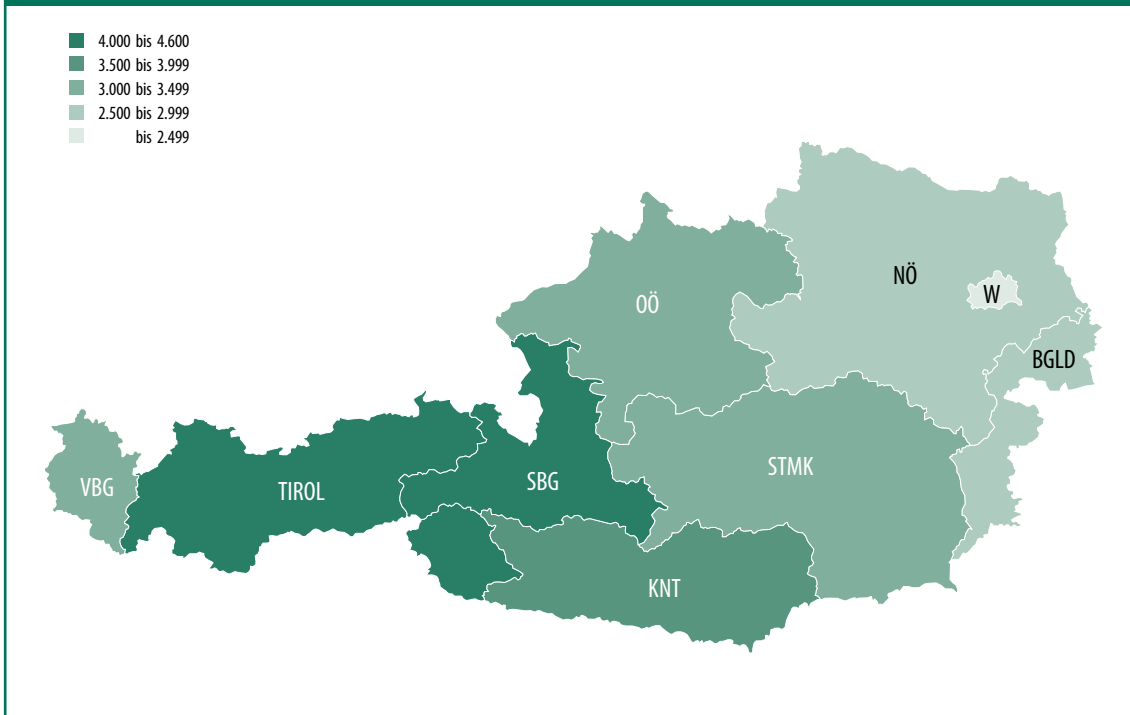 4.000 bis 4.600
3.500 bis 3.999
3.000 bis 3.499
2.500 bis 2.999
bis 2.499
NÖ
W
OÖ
BGLD
STMK
SBG
VBG
TIROL
KNT